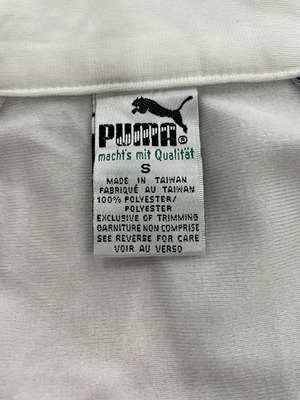 PUMA®
macht's mit Qualität
S
MADE IN TAIWAN
FABRIQUÉ AU TAIWAN
100% POLYESTER/
POLYESTER
EXCLUSIVE OF TRIMMING
GARNITURE NON COMPRISE
SEE REVERSE FOR CARE
VOIR AU VERSO